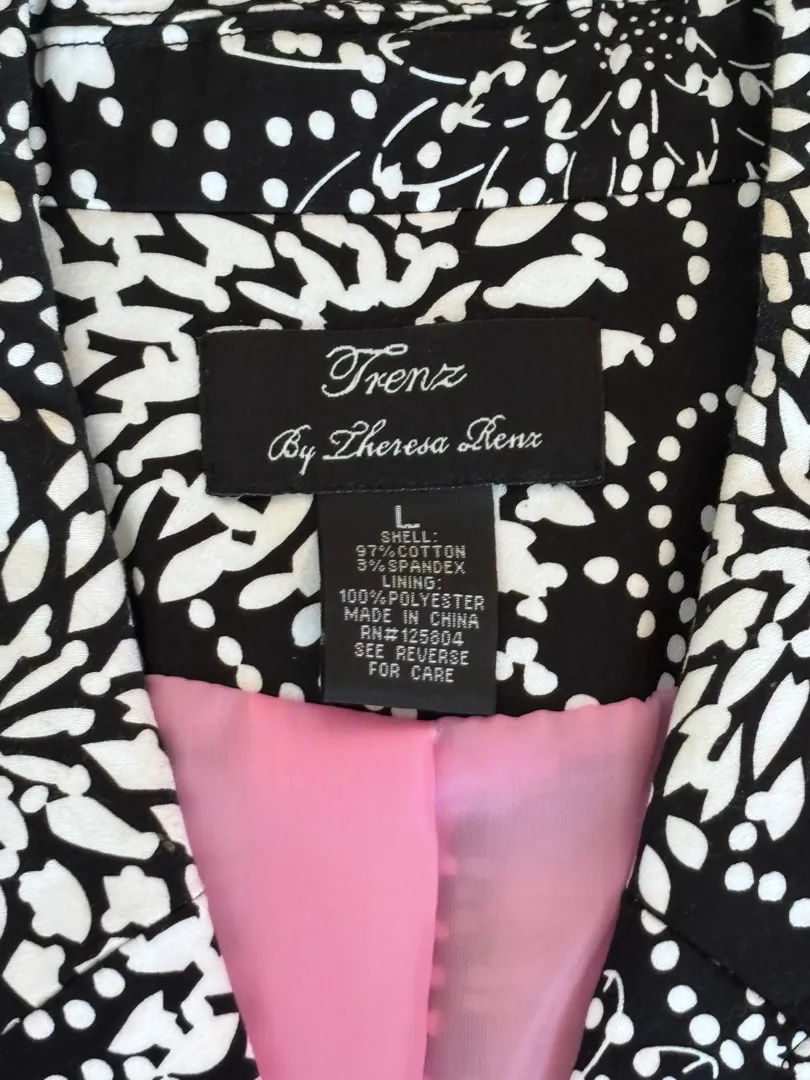 Trenz
By Theresa Renz
L
SHELL:
97%COTTON
3%SPANDEX
LINING:
100%POLYESTER
MADE IN CHINA
RN#125804
SEE REVERSE
FOR CARE